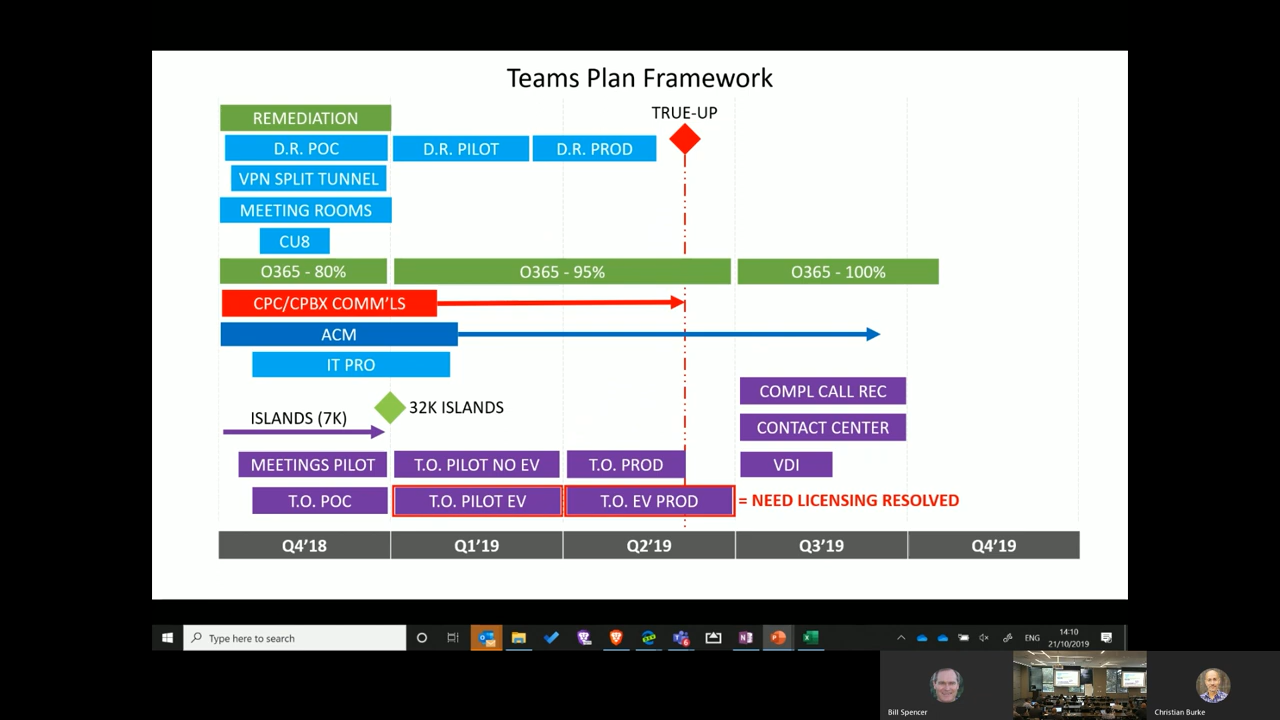 Teams Plan Framework
TRUE-UP
REMEDIATION
D.R. POC
D.R. PILOT
D.R. PROD
VPN SPLIT TUNNEL
MEETING ROOMS
CU8
O365 - 80%
O365 - 95%
O365 - 100%
CPC/CPBX COMM'LS
ACM
IT PRO
COMPL CALL REC
32K ISLANDS
ISLANDS (7K)
CONTACT CENTER
MEETINGS PILOT
T.O. PILOT NO EV
T.O. PROD
VDI
T.O. POC
T.O. PILOT EV
T.O. EV PROD
= NEED LICENSING RESOLVED
Q4'18
Q1'19
Q2'19
Q3'19
Q4'19
Type here to search
ENG
14:10
21/10/2019
Bill Spencer
Christian Burke